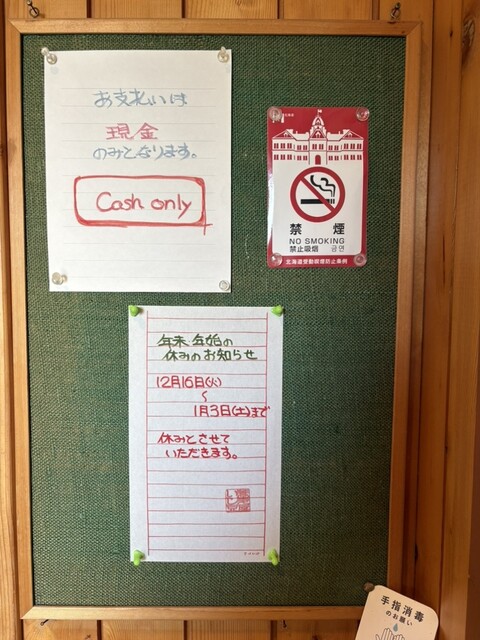 お支払いは
現金
のみとなります。
Cash only
禁煙
NO SMOKING
禁止吸烟 금연
北海道受動喫煙防止条例
年末年始の
休みのお知らせ
12月16日(火)
〜
1月3日(土)まで
休みとさせて
いただきます。
手指消毒
のお願い